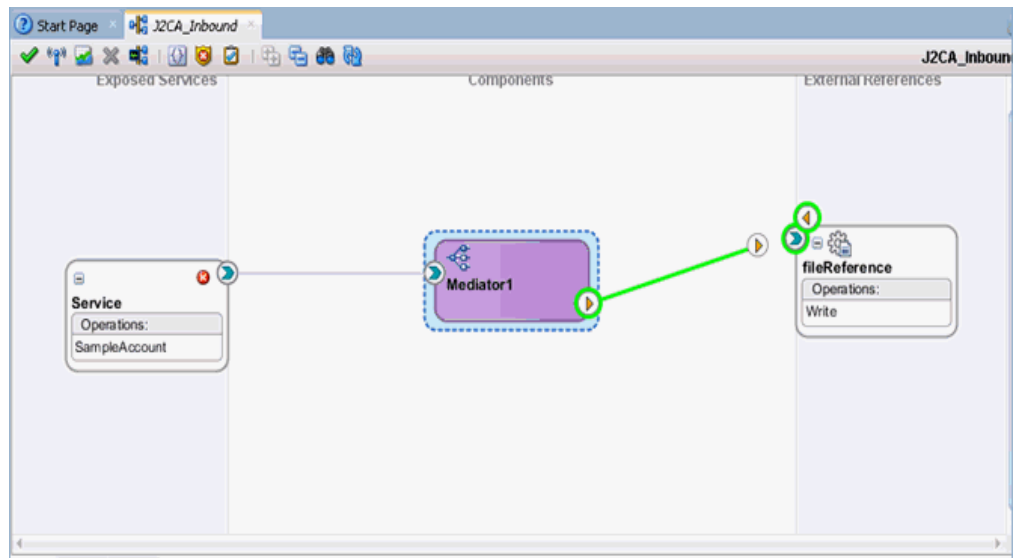 Start Page
J2CA_Inbound
J2CA_Inboun
Exposed Services
Components
External References
Service
Operations:
SampleAccount
Mediator1
fileReference
Operations:
Write